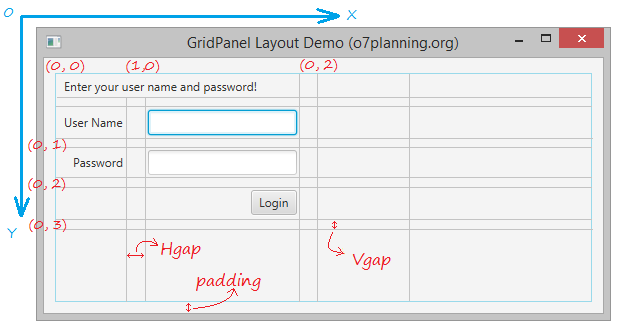 O
X
GridPanel Layout Demo (o7planning.org)
(0, 0) (1,0) (0, 2)
Enter your user name and password!
User Name
(0, 1)
Password
(0, 2)
Login
(0, 3)
Y
Hgap
Vgap
padding